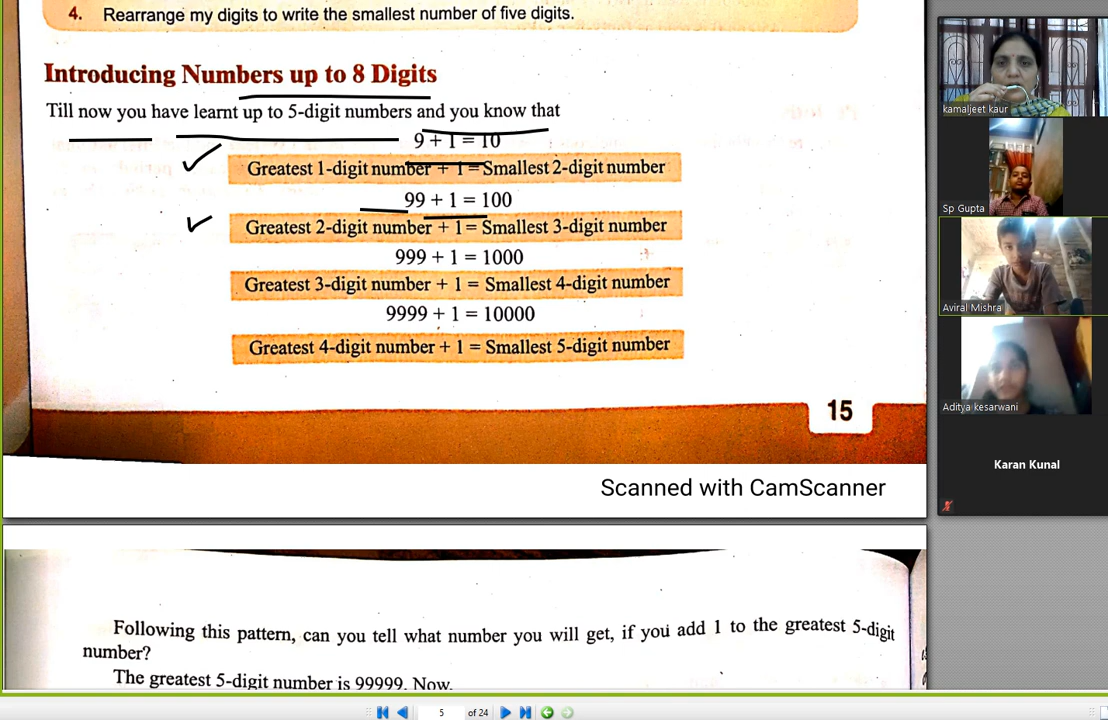 4. Rearrange my digits to write the smallest number of five digits.
Introducing Numbers up to 8 Digits
Till now you have learnt up to 5-digit numbers and you know that
9 + 1 = 10
Greatest 1-digit number + 1 = Smallest 2-digit number
99 + 1 = 100
Greatest 2-digit number + 1 = Smallest 3-digit number
999 + 1 = 1000
Greatest 3-digit number + 1 = Smallest 4-digit number
9999 + 1 = 10000
Greatest 4-digit number + 1 = Smallest 5-digit number
15
Scanned with CamScanner
Following this pattern, can you tell what number you will get, if you add 1 to the greatest 5-digit
number?
The greatest 5-digit number is 99999. Now,
5 of 24
kamaljeet kaur
Sp Gupta
Aviral Mishra
Aditya kesarwani
Karan Kunal